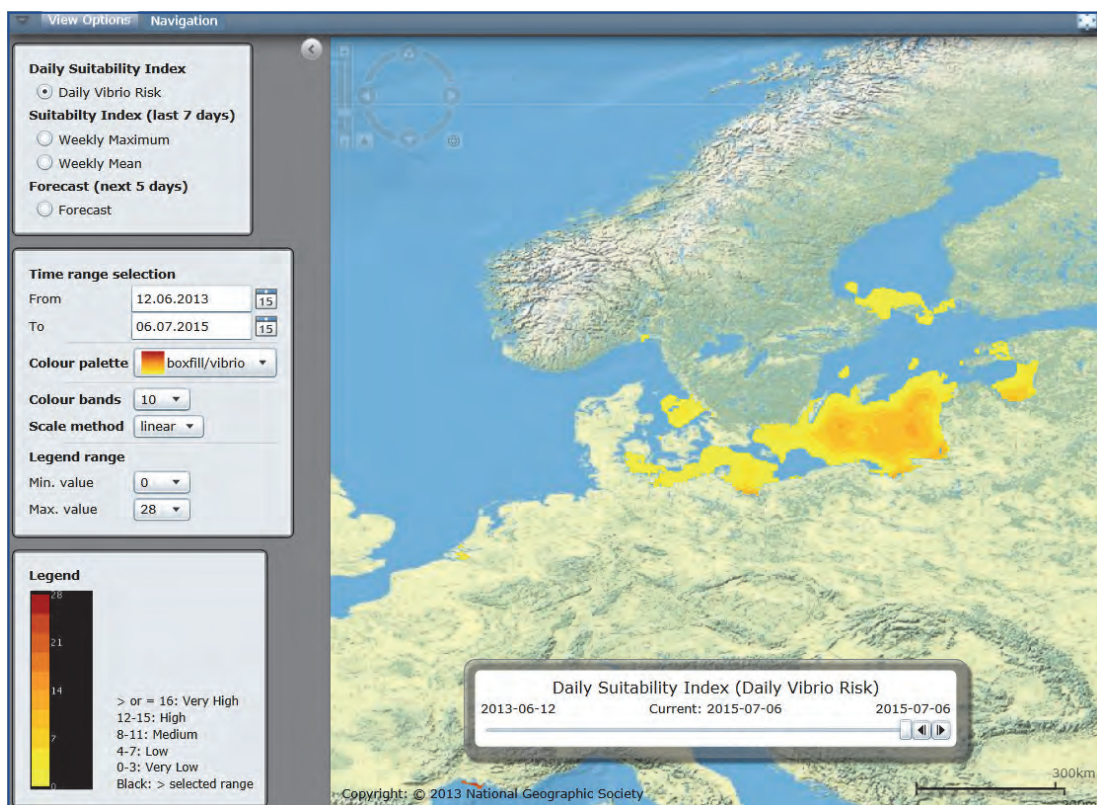 View Options Navigation
Daily Suitability Index
Daily Vibrio Risk
Suitabilty Index (last 7 days)
Weekly Maximum
Weekly Mean
Forecast (next 5 days)
Forecast
Time range selection
From 12.06.2013 15
To 06.07.2015 15
Colour palette boxfill/vibrio
Colour bands 10
Scale method linear
Legend range
Min. value 0
Max. value 28
Legend
28
21
14
7
0
> or = 16: Very High
12-15: High
8-11: Medium
4-7: Low
0-3: Very Low
Black: > selected range
Daily Suitability Index (Daily Vibrio Risk)
2013-06-12 Current: 2015-07-06 2015-07-06
300km
Copyright: © 2013 National Geographic Society